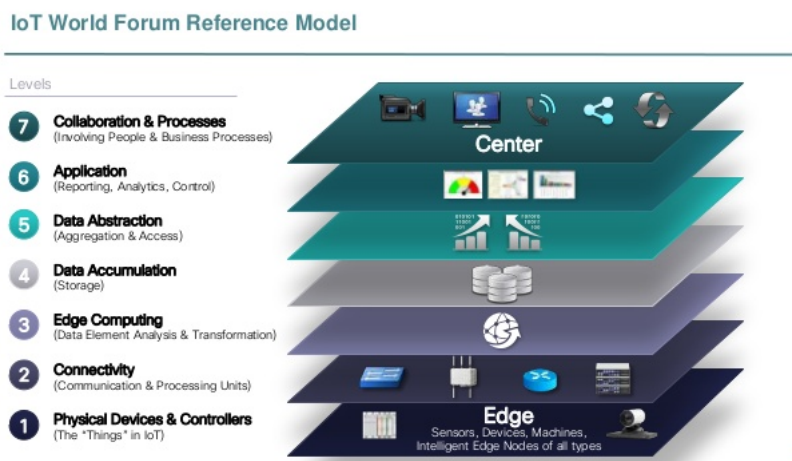 IoT World Forum Reference Model
Levels
7
Collaboration & Processes
(Involving People & Business Processes)
6
Application
(Reporting, Analytics, Control)
5
Data Abstraction
(Aggregation & Access)
4
Data Accumulation
(Storage)
3
Edge Computing
(Data Element Analysis & Transformation)
2
Connectivity
(Communication & Processing Units)
1
Physical Devices & Controllers
(The "Things" in IoT)
Center
Edge
Sensors, Devices, Machines,
Intelligent Edge Nodes of all types